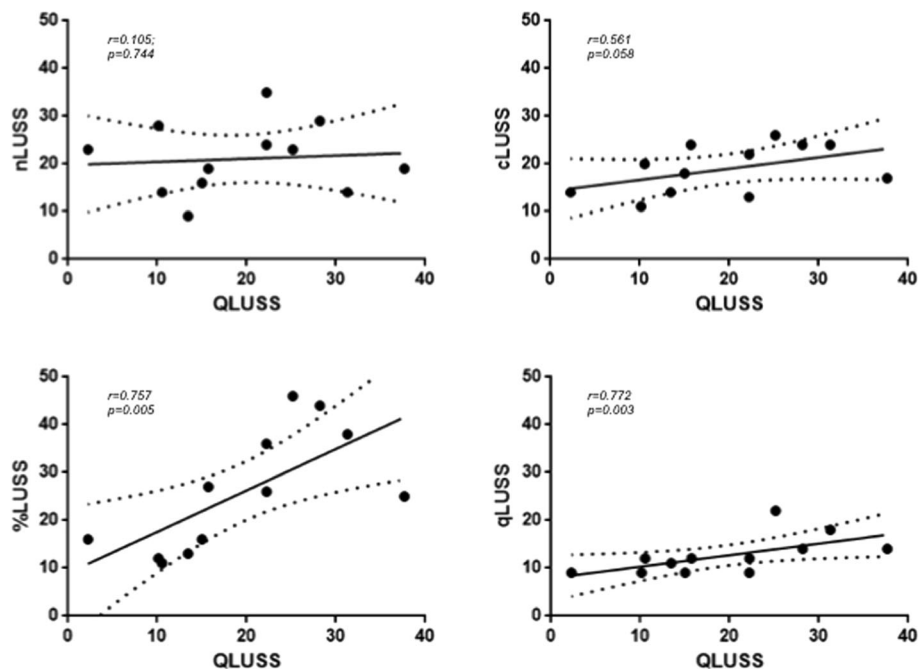 50
40
30
20
10
0
nLUSS
r=0.105;
p=0.744
0 10 20 30 40
QLUSS
50
40
30
20
10
0
cLUSS
r=0.561
p=0.058
0 10 20 30 40
QLUSS
50
40
30
20
10
0
%LUSS
r=0.757
p=0.005
0 10 20 30 40
QLUSS
50
40
30
20
10
0
qLUSS
r=0.772
p=0.003
0 10 20 30 40
QLUSS